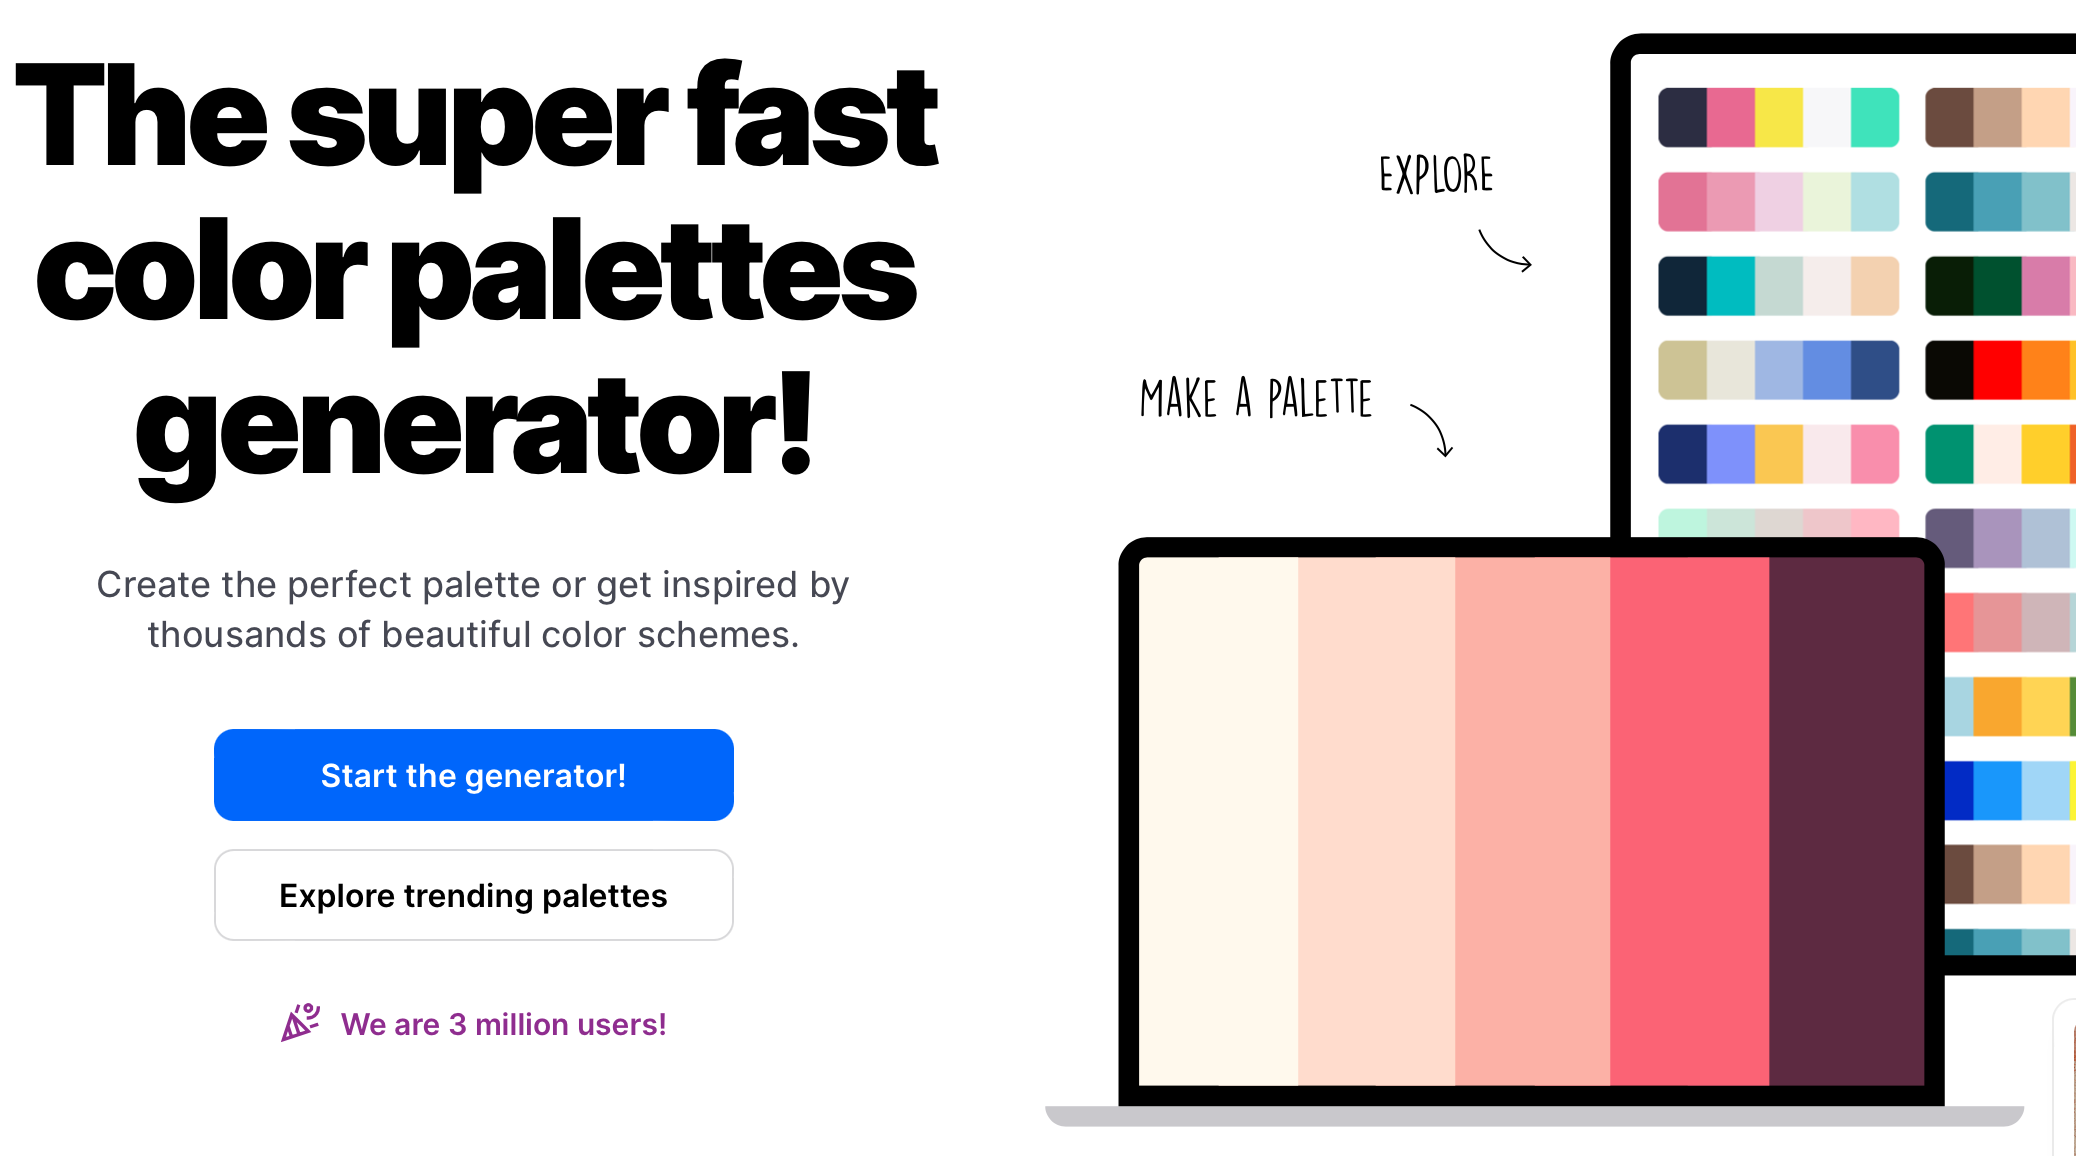 The super fast
color palettes
generator!
Create the perfect palette or get inspired by
thousands of beautiful color schemes.
Start the generator!
Explore trending palettes
We are 3 million users!
EXPLORE
MAKE A PALETTE